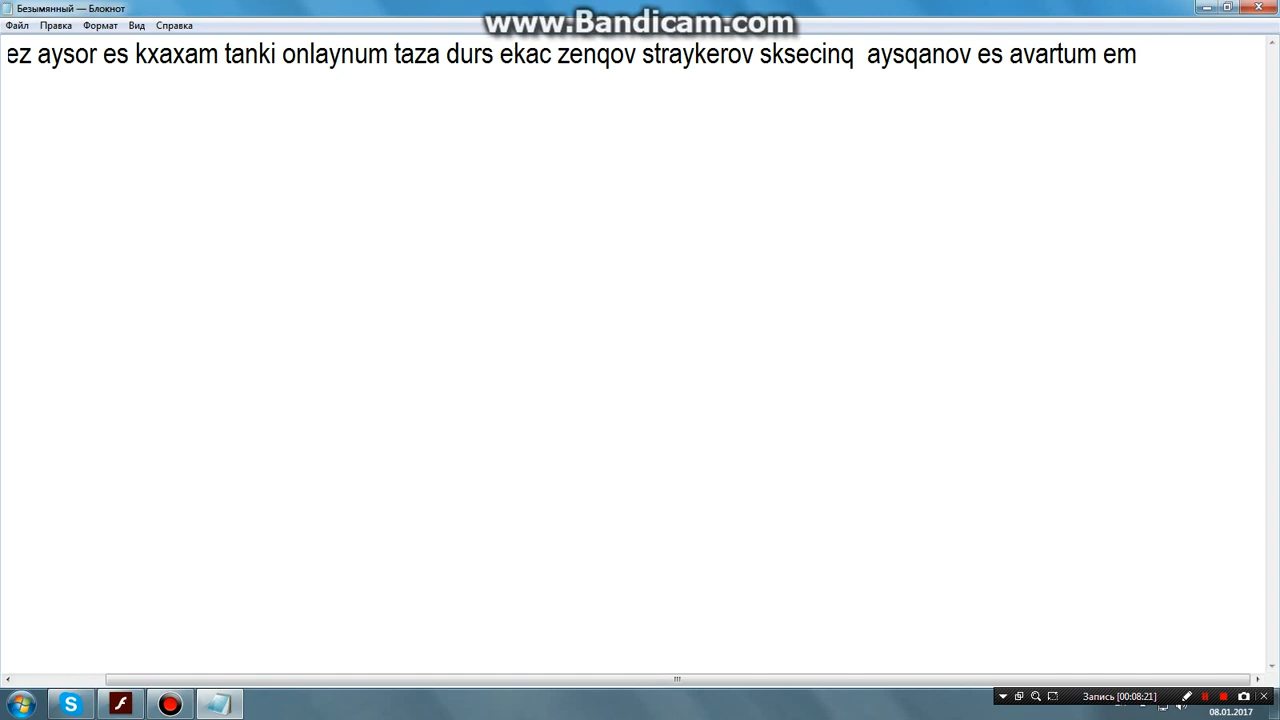 Безымянный — Блокнот
www.Bandicam.com
Файл Правка Формат Вид Справка
ez aysor es kxaxam tanki onlaynum taza durs ekac zenqov straykerov sksecinq  aysqanov es avartum em
Запись [00:08:21]
08.01.2017